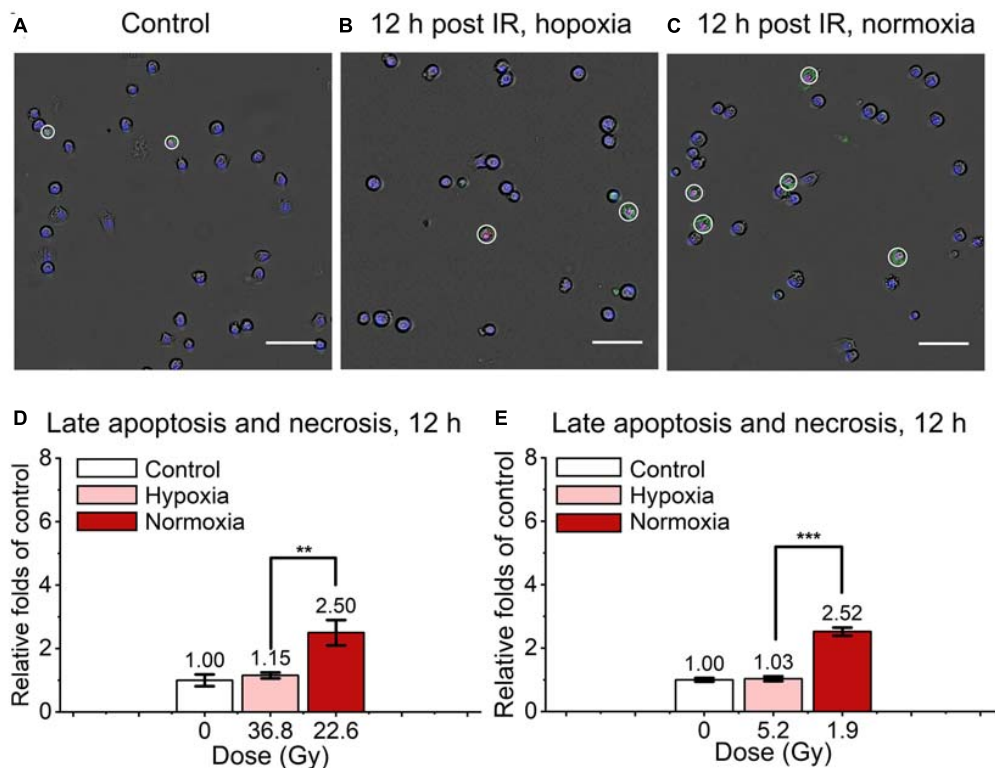 A Control
B 12 h post IR, hopoxia
C 12 h post IR, normoxia
D Late apoptosis and necrosis, 12 h
Relative folds of control
8
6
4
2
0
Control
Hypoxia
Normoxia
**
1.00
1.15
2.50
0 36.8 22.6
Dose (Gy)
E Late apoptosis and necrosis, 12 h
Relative folds of control
8
6
4
2
0
Control
Hypoxia
Normoxia
***
1.00
1.03
2.52
0 5.2 1.9
Dose (Gy)